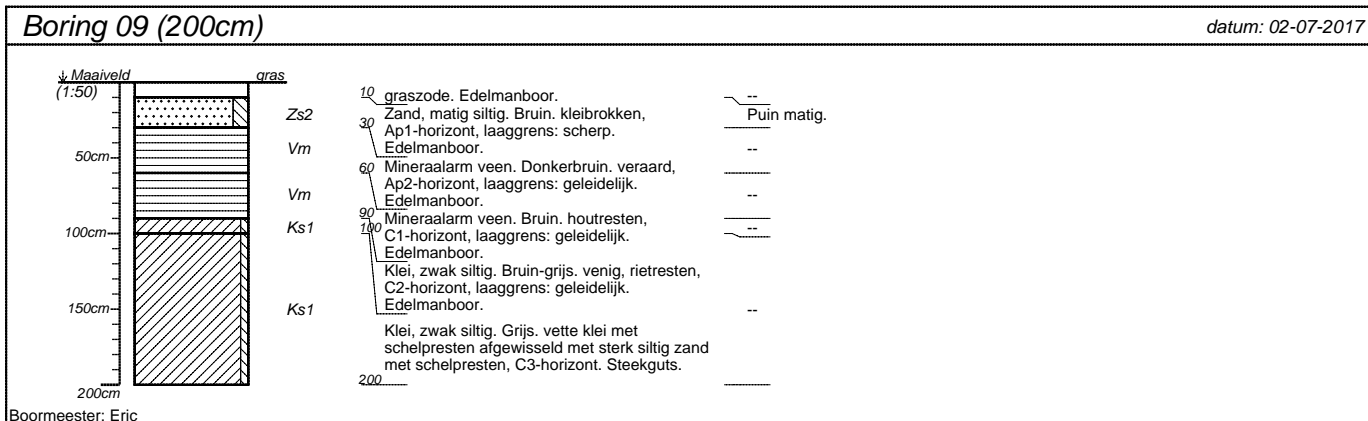 Boring 09 (200cm)
datum: 02-07-2017
Maaiveld
gras
(1:50)
50cm
100cm
150cm
200cm
Zs2
Vm
Vm
Ks1
Ks1
10 graszode. Edelmanboor.
Zand, matig siltig. Bruin. kleibrokken,
30 Ap1-horizont, laaggrens: scherp.
Edelmanboor.
60 Mineraalarm veen. Donkerbruin. veraard,
Ap2-horizont, laaggrens: geleidelijk.
Edelmanboor.
90 Mineraalarm veen. Bruin. houtresten,
100 C1-horizont, laaggrens: geleidelijk.
Edelmanboor.
Klei, zwak siltig. Bruin-grijs. venig, rietresten,
C2-horizont, laaggrens: geleidelijk.
Edelmanboor.
Klei, zwak siltig. Grijs. vette klei met
schelpresten afgewisseld met sterk siltig zand
met schelpresten, C3-horizont. Steekguts.
200
--
Puin matig.
--
--
--
--
Boormeester: Eric